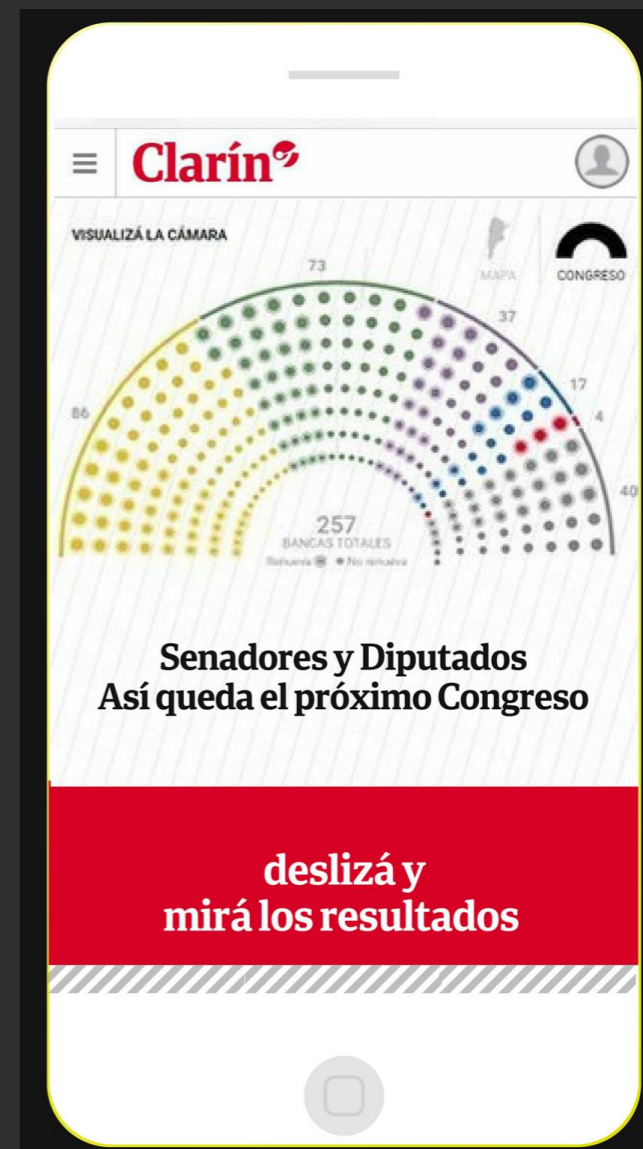 Clarín
VISUALIZÁ LA CÁMARA
MAPA
CONGRESO
73
37
17
4
86
40
257
BANCAS TOTALES
Renueva No renueva
Senadores y Diputados
Así queda el próximo Congreso
deslizá y
mirá los resultados